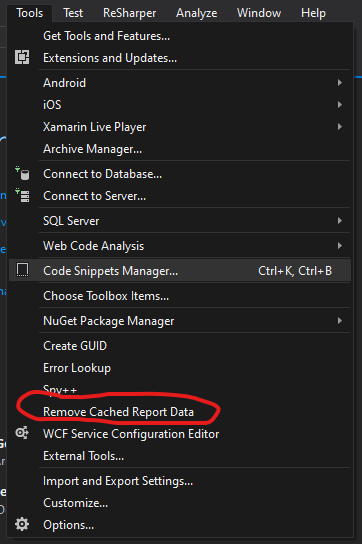 Tools Test ReSharper Analyze Window Help
Get Tools and Features...
Extensions and Updates...
Android
iOS
Xamarin Live Player
Archive Manager...
Connect to Database...
Connect to Server...
SQL Server
Web Code Analysis
Code Snippets Manager... Ctrl+K, Ctrl+B
Choose Toolbox Items...
NuGet Package Manager
Create GUID
Error Lookup
Spy++
Remove Cached Report Data
WCF Service Configuration Editor
External Tools...
Import and Export Settings...
Customize...
Options...